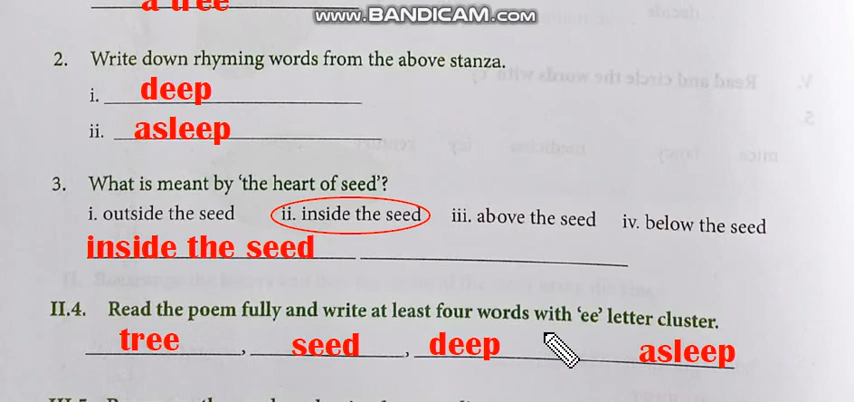 a tree
www.BANDICAM.com
2. Write down rhyming words from the above stanza.
i. deep
ii. asleep
3. What is meant by ‘the heart of seed’?
i. outside the seed ii. inside the seed iii. above the seed iv. below the seed
inside the seed
II.4. Read the poem fully and write at least four words with ‘ee’ letter cluster.
tree, seed, deep asleep